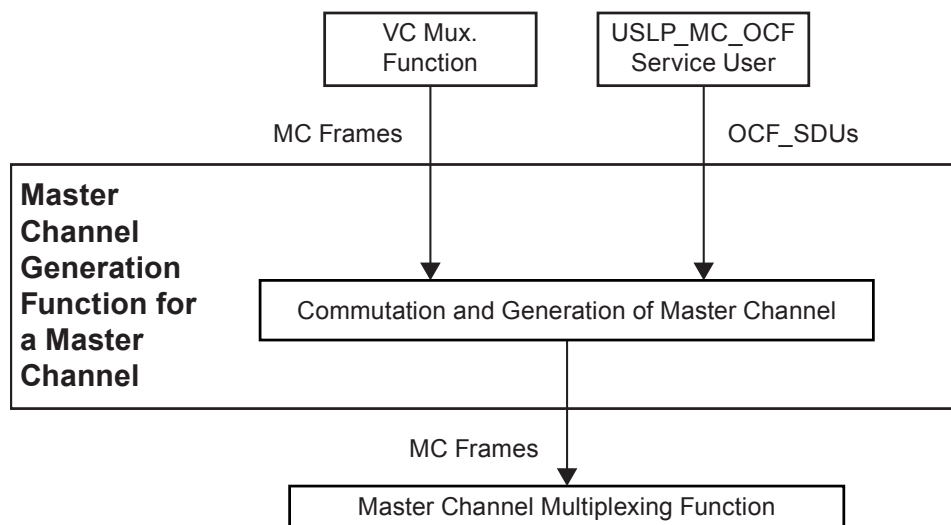 VC Mux.
Function
USLP_MC_OCF
Service User
MC Frames
OCF_SDUs
Master
Channel
Generation
Function for
a Master
Channel
Commutation and Generation of Master Channel
MC Frames
Master Channel Multiplexing Function